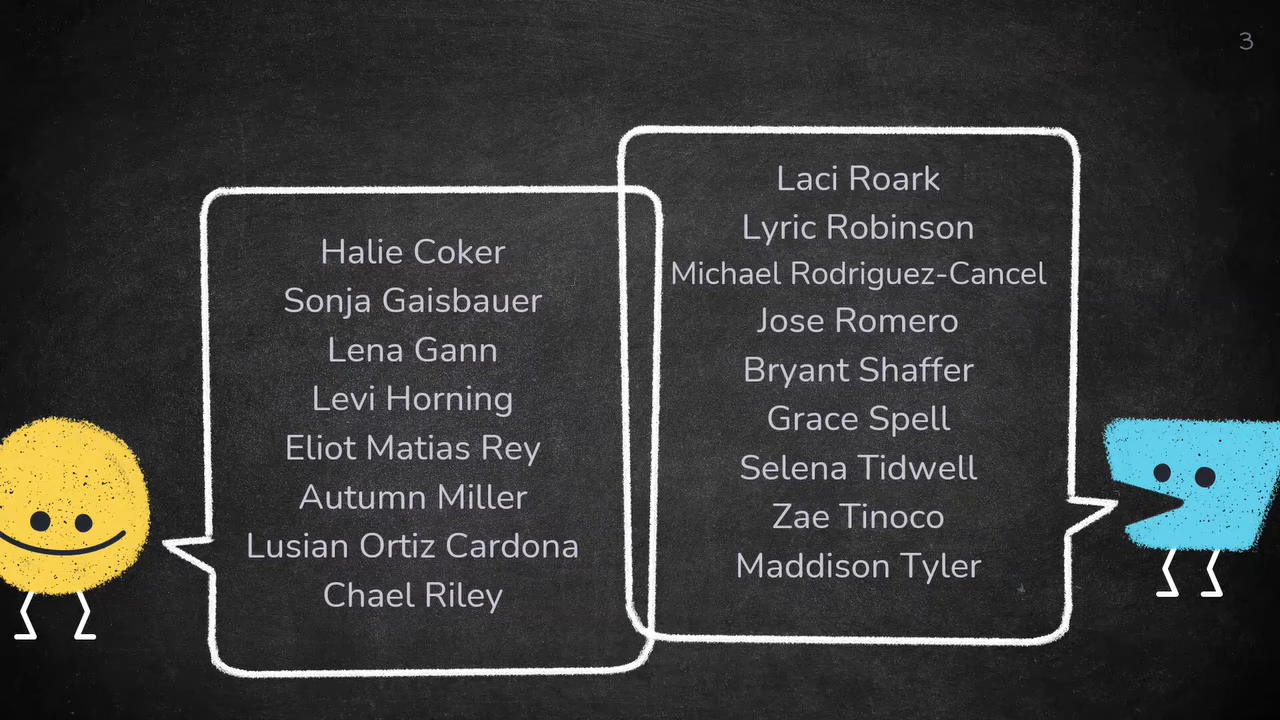 3
Halie Coker
Sonja Gaisbauer
Lena Gann
Levi Horning
Eliot Matias Rey
Autumn Miller
Lusian Ortiz Cardona
Chael Riley
Laci Roark
Lyric Robinson
Michael Rodriguez-Cancel
Jose Romero
Bryant Shaffer
Grace Spell
Selena Tidwell
Zae Tinoco
Maddison Tyler